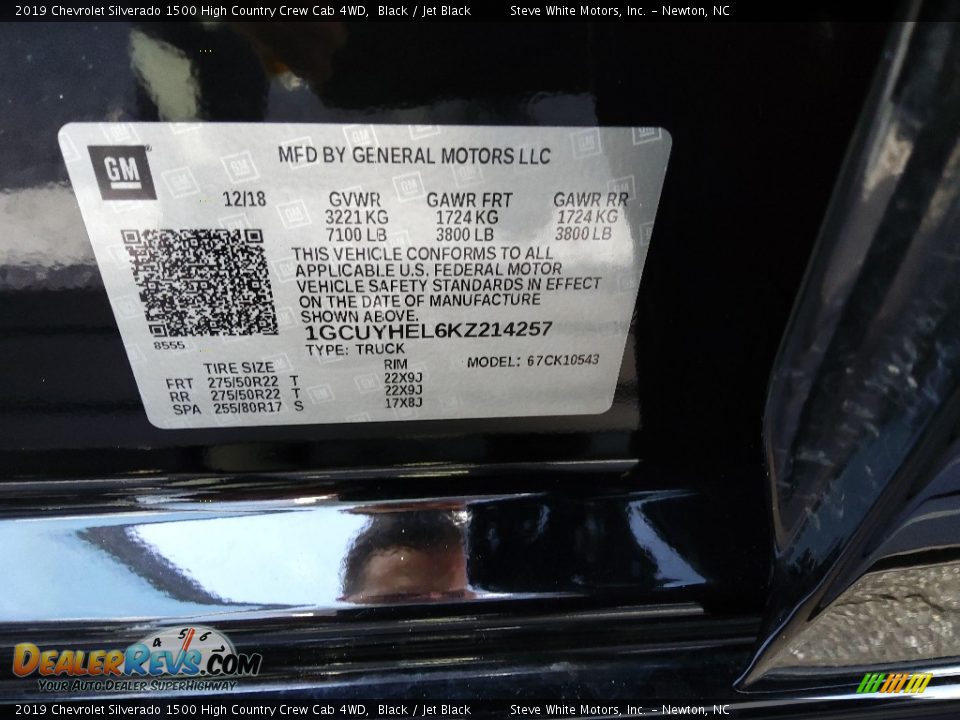 2019 Chevrolet Silverado 1500 High Country Crew Cab 4WD, Black / Jet Black Steve White Motors, Inc. - Newton, NC
GM
MFD BY GENERAL MOTORS LLC
12/18 GVWR GAWR FRT GAWR RR
3221 KG 1724 KG 1724 KG
7100 LB 3800 LB 3800 LB
THIS VEHICLE CONFORMS TO ALL
APPLICABLE U.S. FEDERAL MOTOR
VEHICLE SAFETY STANDARDS IN EFFECT
ON THE DATE OF MANUFACTURE
SHOWN ABOVE.
1GCUYHEL6KZ214257
8555 TYPE: TRUCK
MODEL: 67CK10543
TIRE SIZE RIM
FRT 275/50R22 T 22X9J
RR 275/50R22 T 22X9J
SPA 255/80R17 S 17X8J
4 5 6
DealerRevs.com
Your Auto Dealer SuperHighway
2019 Chevrolet Silverado 1500 High Country Crew Cab 4WD, Black / Jet Black Steve White Motors, Inc. - Newton, NC